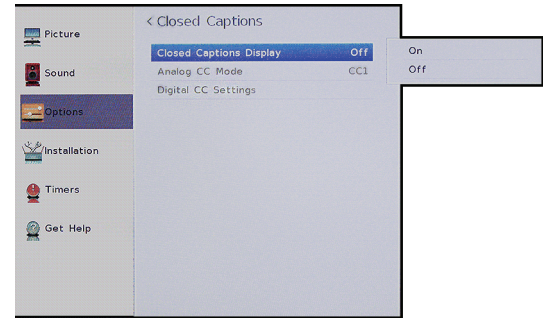 Picture
Sound
Options
Installation
Timers
Get Help
< Closed Captions
Closed Captions Display Off
Analog CC Mode CC1
Digital CC Settings
On
Off